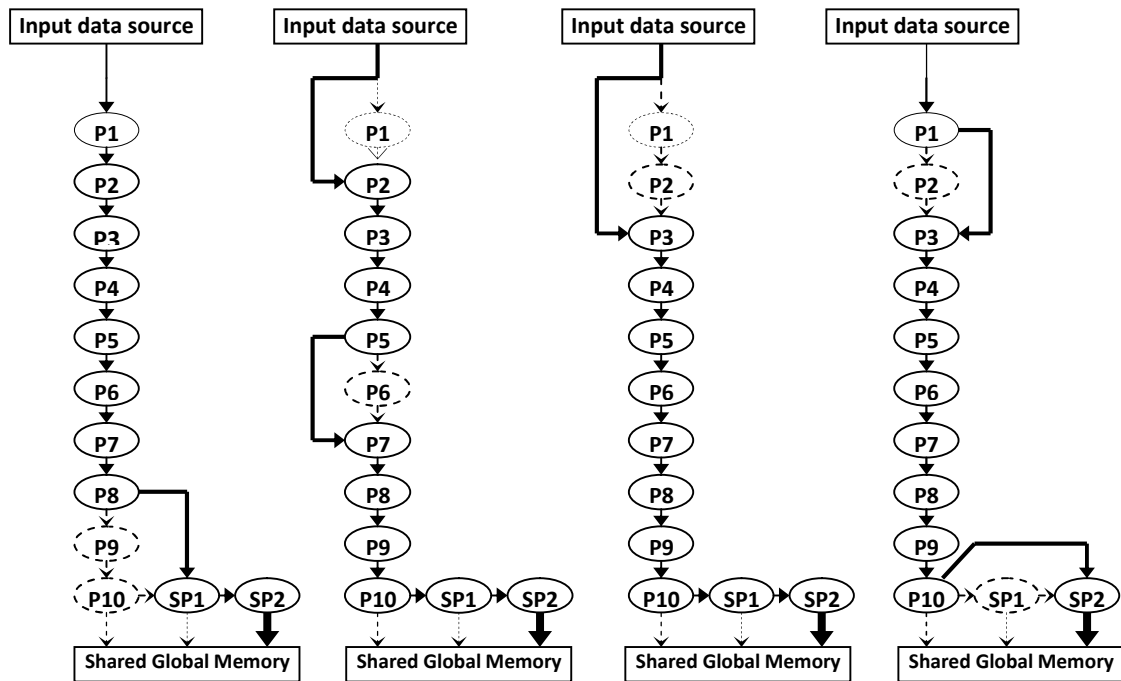 Input data source Input data source Input data source Input data source
P1 P1 P1 P1
P2 P2 P2 P2
P3 P3 P3 P3
P4 P4 P4 P4
P5 P5 P5 P5
P6 P6 P6 P6
P7 P7 P7 P7
P8 P8 P8 P8
P9 P9 P9 P9
P10 SP1 SP2 P10 SP1 SP2 P10 SP1 SP2 P10 SP1 SP2
Shared Global Memory Shared Global Memory Shared Global Memory Shared Global Memory